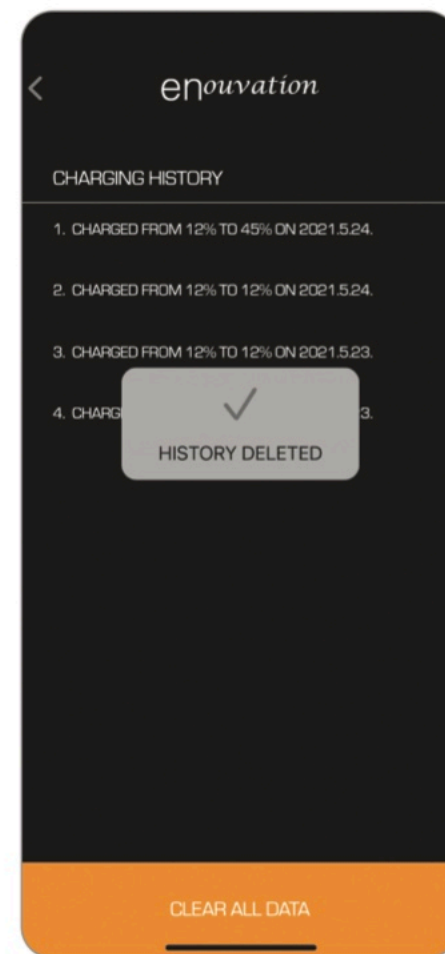 enouvation
CHARGING HISTORY
1. CHARGED FROM 12% TO 45% ON 2021.5.24.
2. CHARGED FROM 12% TO 12% ON 2021.5.24.
3. CHARGED FROM 12% TO 12% ON 2021.5.23.
4. CHARG 3.
HISTORY DELETED
CLEAR ALL DATA